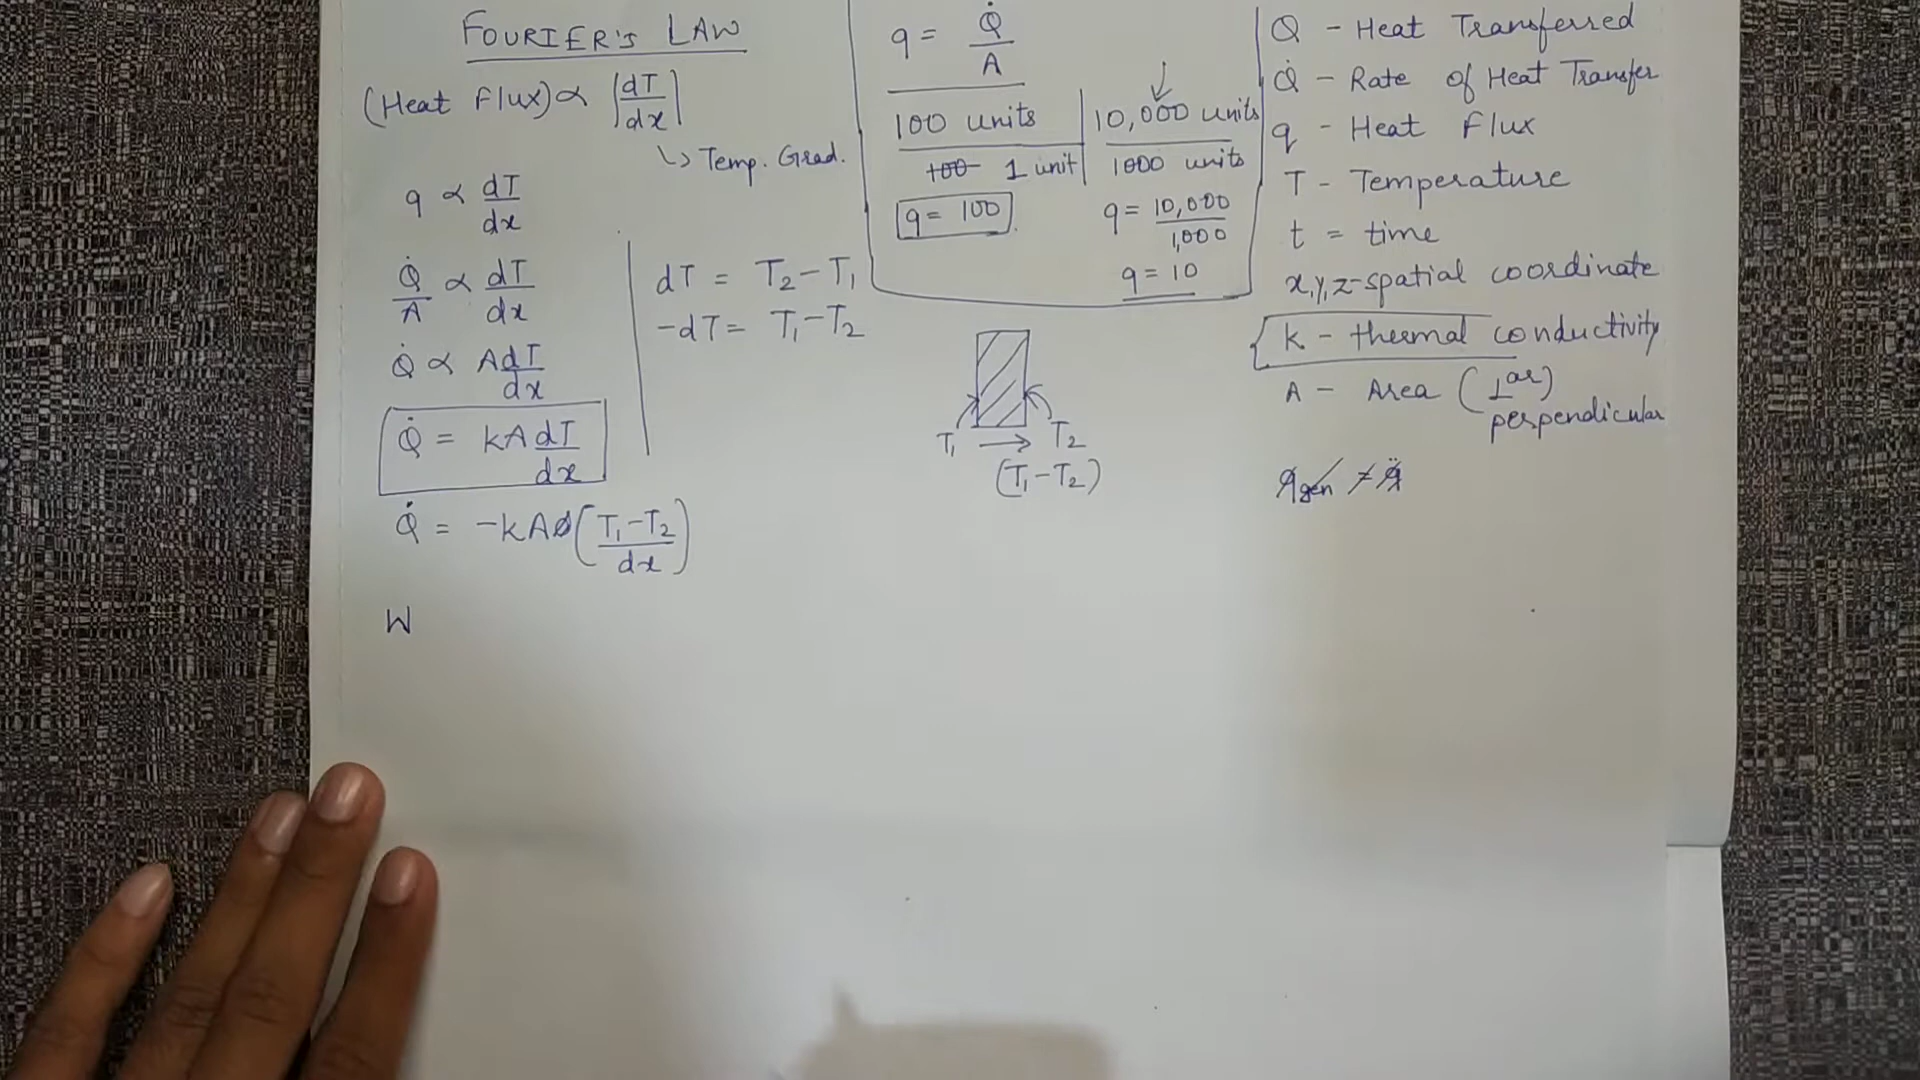 FOURIER'S LAW
(Heat Flux) ∝ |dT/dx|
↳ Temp. Grad.
q ∝ dT/dx
Q̇/A ∝ dT/dx
Q̇ ∝ AdT/dx
Q̇ = kAdT/dx
Q̇ = -kA(T₁-T₂/dx)
W
dT = T₂-T₁
-dT = T₁-T₂
q = Q̇/A
100 units
100 1 unit
q = 100
10,000 units
1000 units
q = 10,000/1,000
q = 10
T₁ → T₂
(T₁-T₂)
Q - Heat Transferred
Q̇ - Rate of Heat Transfer
q - Heat Flux
T - Temperature
t = time
x,y,z-spatial coordinate
k - thermal conductivity
A - Area (⊥ar)
perpendicular
qgen ≠